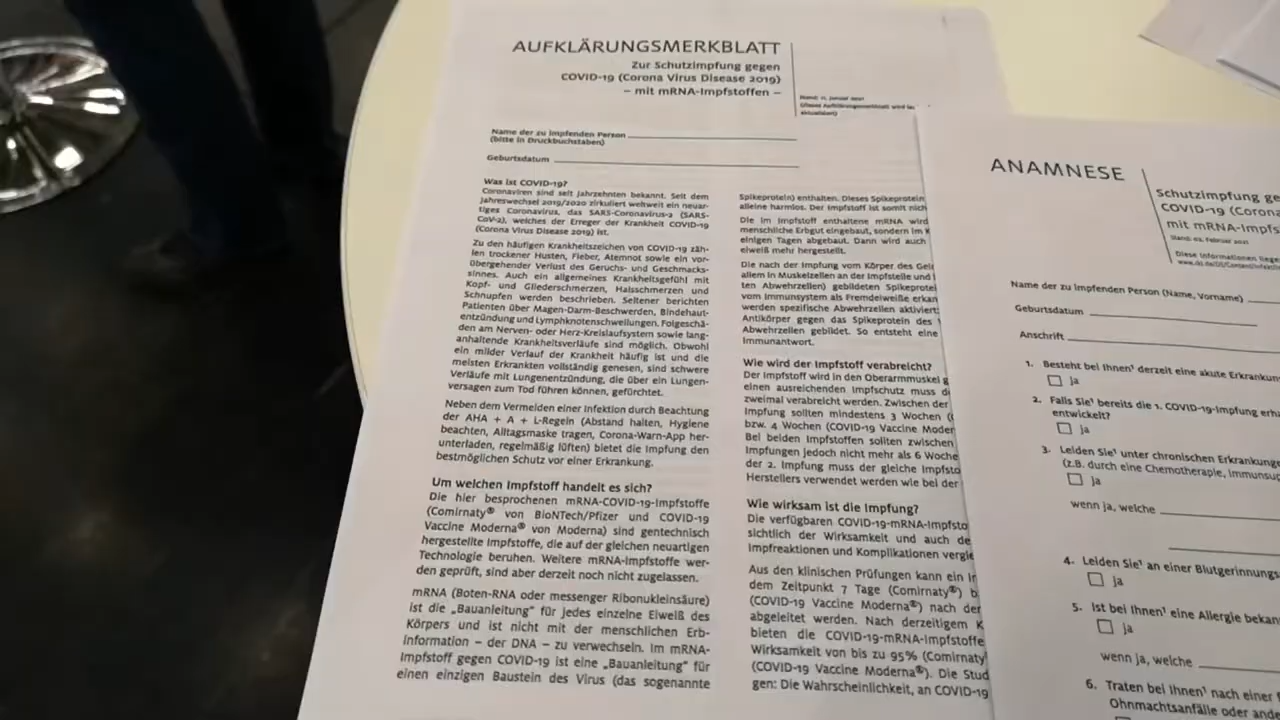 AUFKLÄRUNGSMERKBLATT
Zur Schutzimpfung gegen
COVID-19 (Corona Virus Disease 2019)
– mit mRNA-Impfstoffen –
Stand: 11. Januar 2021
(dieses Aufklärungsmerkblatt wird
aktualisiert)
Name der zu impfenden Person
(bitte in Druckbuchstaben)
Geburtsdatum
Was ist COVID-19?
Coronaviren sind seit Jahrzehnten bekannt. Seit dem
Jahreswechsel 2019/2020 zirkuliert weltweit ein neuar-
tiges Coronavirus, das SARS-Coronavirus-2 (SARS-
CoV-2), welches der Erreger der Krankheit COVID-19
(Corona Virus Disease 2019) ist.
Zu den häufigen Krankheitszeichen von COVID-19 zäh-
len trockener Husten, Fieber, Atemnot sowie ein vor-
übergehender Verlust des Geruchs- und Geschmacks-
sinnes. Auch ein allgemeines Krankheitsgefühl mit
Kopf- und Gliederschmerzen, Halsschmerzen und
Schnupfen werden beschrieben. Seltener berichten
Patienten über Magen-Darm-Beschwerden, Bindehaut-
entzündung und Lymphknotenschwellungen. Folgeschä-
den am Nerven- oder Herz-Kreislaufsystem sowie lang-
anhaltende Krankheitsverläufe sind möglich. Obwohl
ein milder Verlauf der Krankheit häufig ist und die
meisten Erkrankten vollständig genesen, sind schwere
Verläufe mit Lungenentzündung, die über ein Lungen-
versagen zum Tod führen können, gefürchtet.
Neben dem Vermeiden einer Infektion durch Beachtung
der AHA + A + L-Regeln (Abstand halten, Hygiene
beachten, Alltagsmaske tragen, Corona-Warn-App her-
unterladen, regelmäßig lüften) bietet die Impfung den
bestmöglichen Schutz vor einer Erkrankung.
Um welchen Impfstoff handelt es sich?
Die hier besprochenen mRNA-COVID-19-Impfstoffe
(Comirnaty® von BioNTech/Pfizer und COVID-19
Vaccine Moderna® von Moderna) sind gentechnisch
hergestellte Impfstoffe, die auf der gleichen neuartigen
Technologie beruhen. Weitere mRNA-Impfstoffe wer-
den geprüft, sind aber derzeit noch nicht zugelassen.
mRNA (Boten-RNA oder messenger Ribonukleinsäure)
ist die „Bauanleitung“ für jedes einzelne Eiweiß des
Körpers und ist nicht mit der menschlichen Erb-
information – der DNA – zu verwechseln. Im mRNA-
Impfstoff gegen COVID-19 ist eine „Bauanleitung“ für
einen einzigen Baustein des Virus (das sogenannte
Spikeprotein) enthalten. Dieses Spikeprotein
alleine harmlos. Der Impfstoff ist somit nich
Die im Impfstoff enthaltene mRNA wird
menschliche Erbgut eingebaut, sondern im K
einigen Tagen abgebaut. Dann wird auch
eiweiß mehr hergestellt.
Die nach der Impfung vom Körper des Gei
allem in Muskelzellen an der Impfstelle und
ten Abwehrzellen) gebildeten Spikeprotei
vom Immunsystem als Fremdeiweiße erkan
werden spezifische Abwehrzellen aktiviert:
Antikörper gegen das Spikeprotein des
Abwehrzellen gebildet. So entsteht eine
Immunantwort.
Wie wird der Impfstoff verabreicht?
Der Impfstoff wird in den Oberarmmuskel g
einen ausreichenden Impfschutz muss d
zweimal verabreicht werden. Zwischen der
Impfung sollten mindestens 3 Wochen (
bzw. 4 Wochen (COVID-19 Vaccine Moder
Bei beiden Impfstoffen sollten zwischen
Impfungen jedoch nicht mehr als 6 Woche
der 2. Impfung muss der gleiche Impfsto
Herstellers verwendet werden wie bei der
Wie wirksam ist die Impfung?
Die verfügbaren COVID-19-mRNA-Impfsto
sichtlich der Wirksamkeit und auch de
Impfreaktionen und Komplikationen vergle
Aus den klinischen Prüfungen kann ein
dem Zeitpunkt 7 Tage (Comirnaty®) b
(COVID-19 Vaccine Moderna®) nach der
abgeleitet werden. Nach derzeitigem K
bieten die COVID-19-mRNA-Impfstoffe
Wirksamkeit von bis zu 95% (Comirnaty
(COVID-19 Vaccine Moderna®). Die Stud
gen: Die Wahrscheinlichkeit, an COVID-19
ANAMNESE
Schutzimpfung ge
COVID-19 (Corona
mit mRNA-Impfs
Stand: 02. Februar 2021
Diese Informationen liege
Name der zu impfenden Person (Name, Vorname)
Geburtsdatum
Anschrift
1. Besteht bei Ihnen¹ derzeit eine akute Erkrankun
ja
2. Falls Sie¹ bereits die 1. COVID-19-Impfung erh
entwickelt?
ja
3. Leiden Sie¹ unter chronischen Erkrankunge
(z.B. durch eine Chemotherapie, immunsup
ja
wenn ja, welche
4. Leiden Sie¹ an einer Blutgerinnungs
ja
5. Ist bei Ihnen¹ eine Allergie bekan
ja
wenn ja, welche
6. Traten bei Ihnen¹ nach einer
Ohnmachtsanfälle oder ande